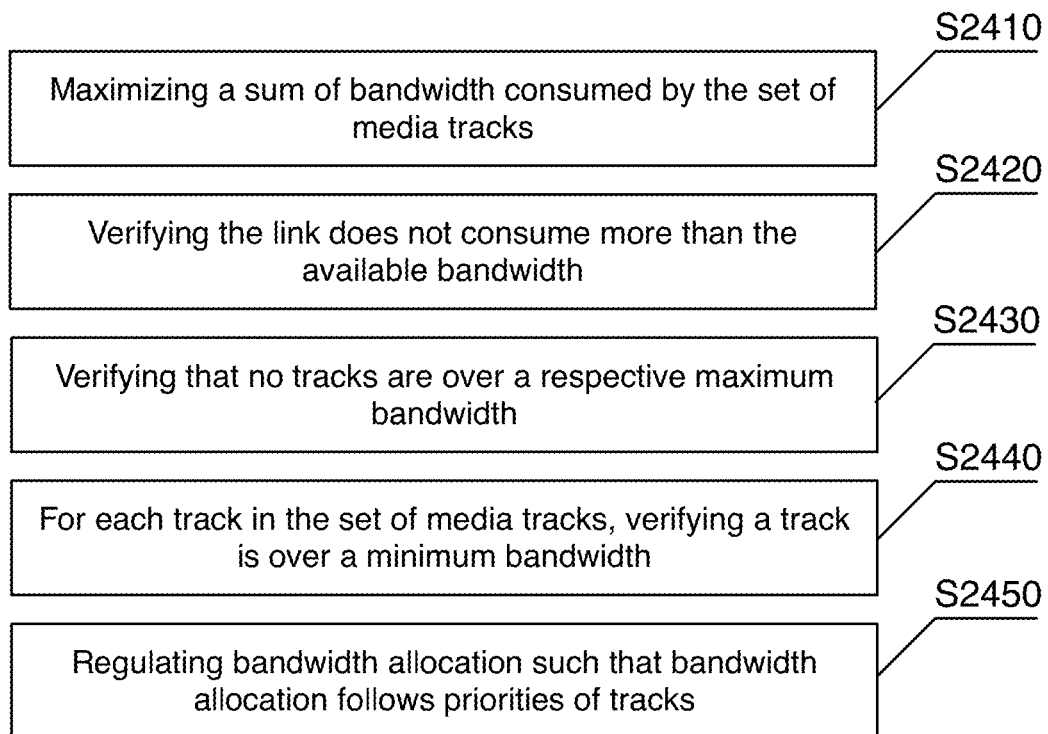 S2410
Maximizing a sum of bandwidth consumed by the set of
media tracks
S2420
Verifying the link does not consume more than the
available bandwidth
S2430
Verifying that no tracks are over a respective maximum
bandwidth
S2440
For each track in the set of media tracks, verifying a track
is over a minimum bandwidth
S2450
Regulating bandwidth allocation such that bandwidth
allocation follows priorities of tracks